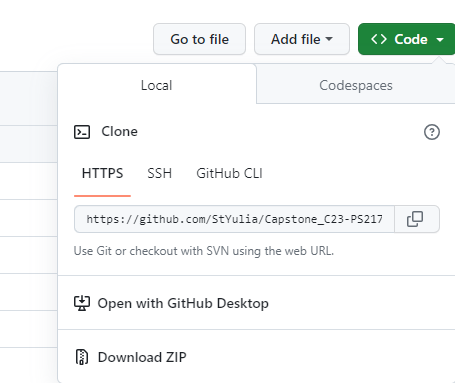 Go to file
Add file
Code
Local
Codespaces
Clone
HTTPS
SSH
GitHub CLI
https://github.com/StYulia/Capstone_C23-PS217
Use Git or checkout with SVN using the web URL.
Open with GitHub Desktop
Download ZIP